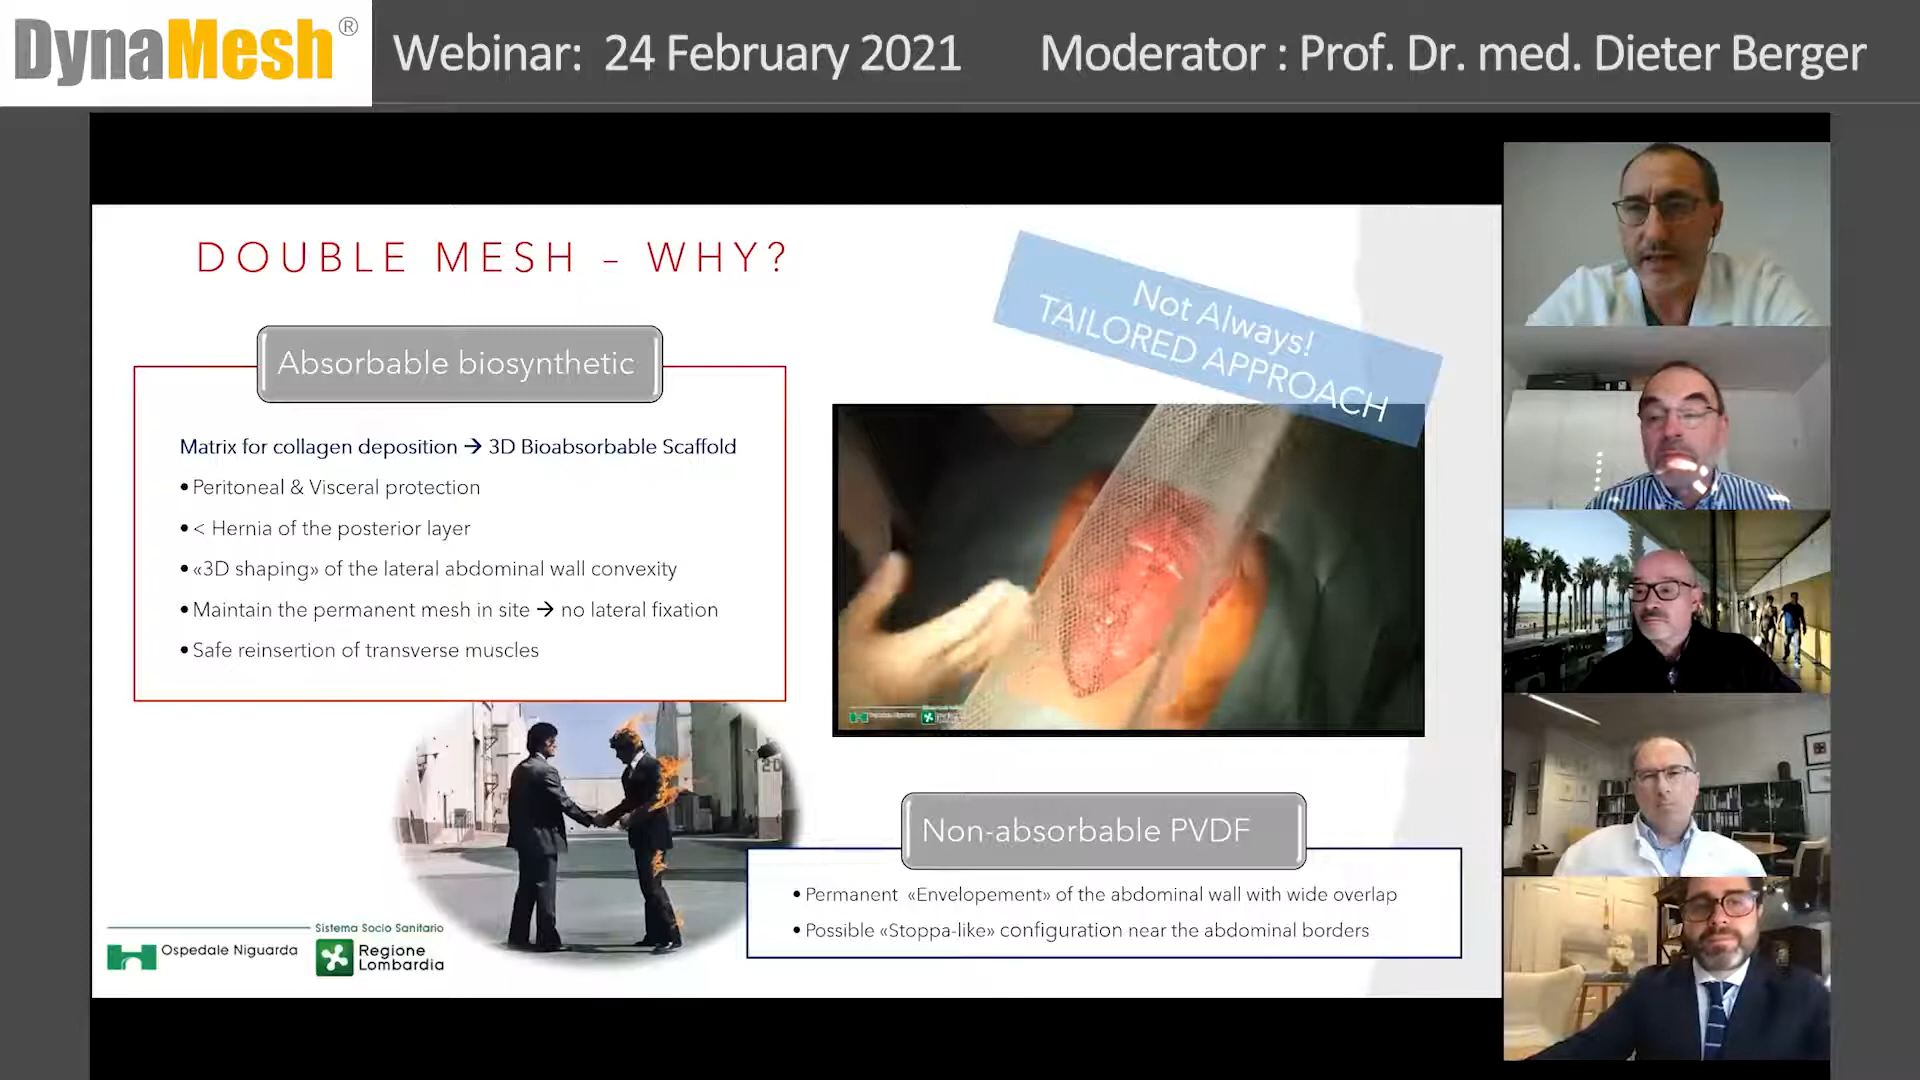 DynaMesh®
Webinar: 24 February 2021 Moderator : Prof. Dr. med. Dieter Berger
DOUBLE MESH – WHY?
Not Always!
TAILORED APPROACH
Absorbable biosynthetic
Matrix for collagen deposition → 3D Bioabsorbable Scaffold
• Peritoneal & Visceral protection
• < Hernia of the posterior layer
• «3D shaping» of the lateral abdominal wall convexity
• Maintain the permanent mesh in site → no lateral fixation
• Safe reinsertion of transverse muscles
Ospedale Niguarda
20
Non-absorbable PVDF
• Permanent «Envelopement» of the abdominal wall with wide overlap
• Possible «Stoppa-like» configuration near the abdominal borders
Ospedale Niguarda
Sistema Socio Sanitario
Regione
Lombardia